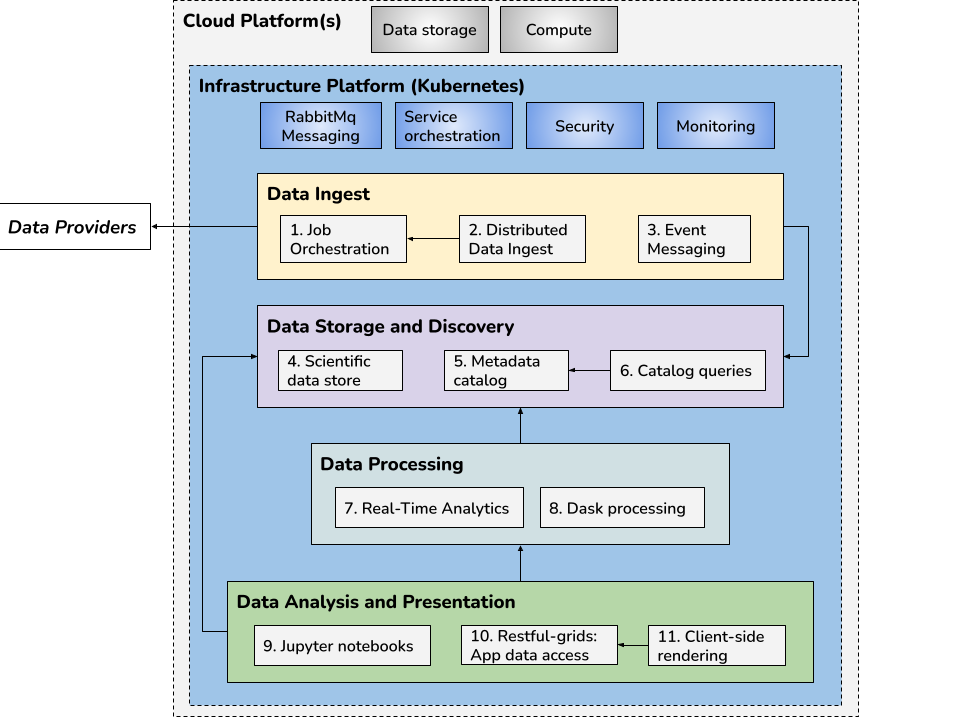 Cloud Platform(s)
Data storage
Compute
Infrastructure Platform (Kubernetes)
RabbitMq
Messaging
Service
orchestration
Security
Monitoring
Data Providers
Data Ingest
1. Job
Orchestration
2. Distributed
Data Ingest
3. Event
Messaging
Data Storage and Discovery
4. Scientific
data store
5. Metadata
catalog
6. Catalog queries
Data Processing
7. Real-Time Analytics
8. Dask processing
Data Analysis and Presentation
9. Jupyter notebooks
10. Restful-grids:
App data access
11. Client-side
rendering